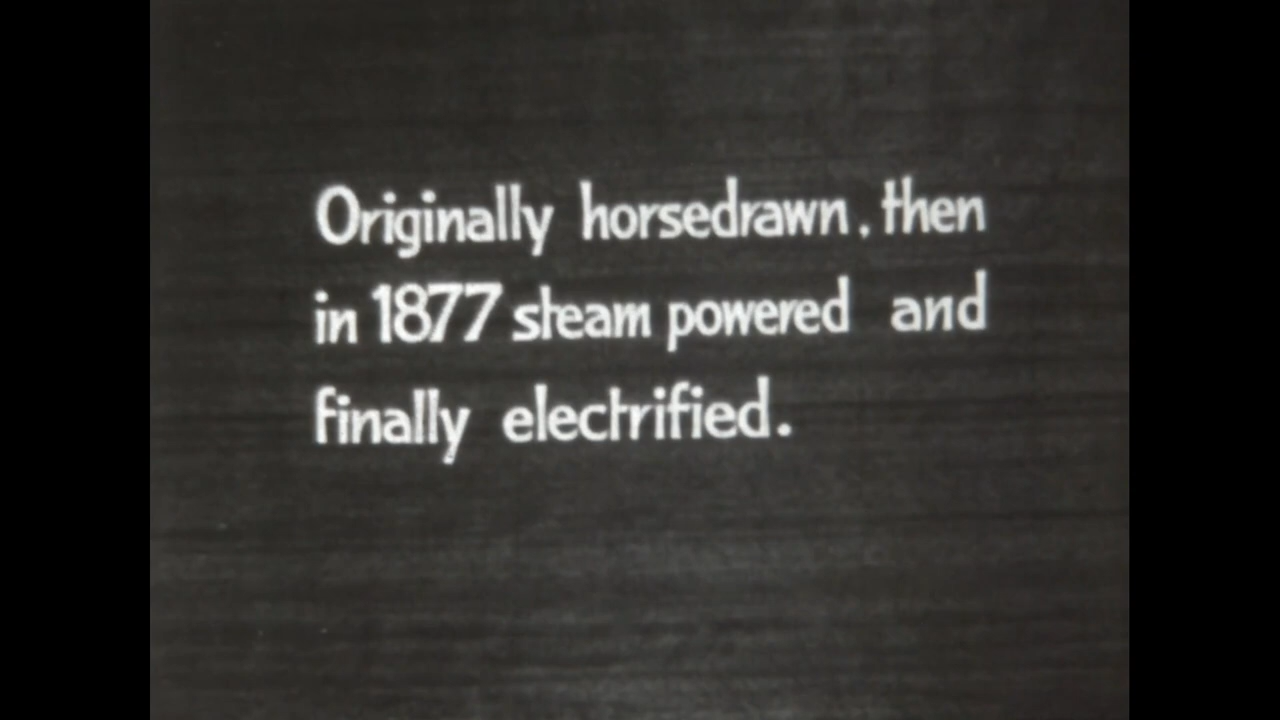 Originally horsedrawn, then
in 1877 steam powered and
finally electrified.